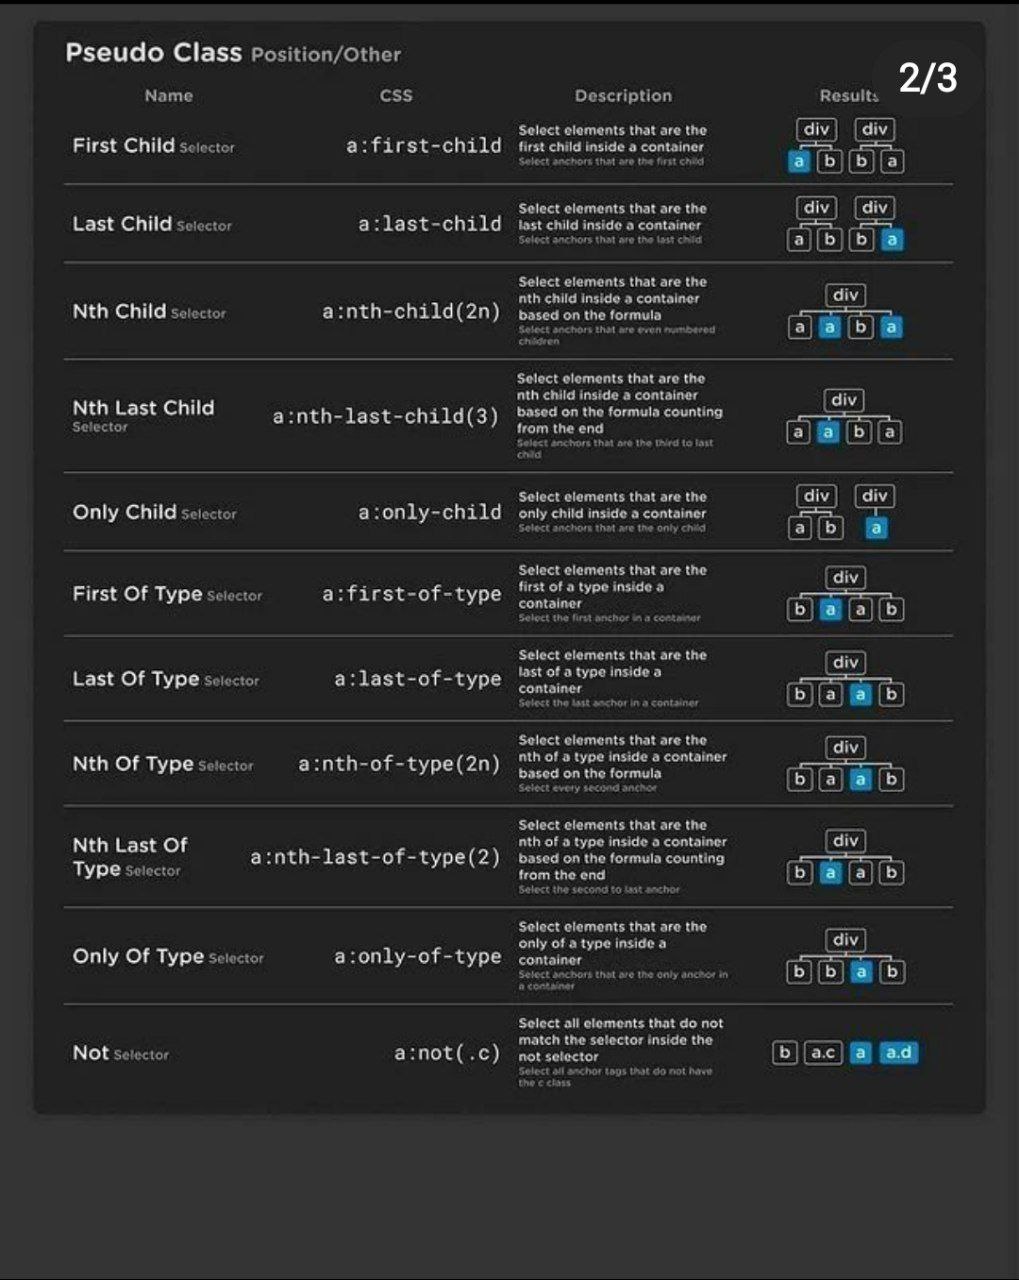 Pseudo Class Position/Other
2/3
Name CSS Description Results
First Child Selector
a:first-child
Select elements that are the
first child inside a container
Select anchors that are the first child
div div
a b b a
Last Child Selector
a:last-child
Select elements that are the
last child inside a container
Select anchors that are the last child
div div
a b b a
Nth Child Selector
a:nth-child(2n)
Select elements that are the
nth child inside a container
based on the formula
Select anchors that are even numbered
children
div
a a b a
Nth Last Child
Selector
a:nth-last-child(3)
Select elements that are the
nth child inside a container
based on the formula counting
from the end
Select anchors that are the third to last
child
div
a a b a
Only Child Selector
a:only-child
Select elements that are the
only child inside a container
Select anchors that are the only child
div div
a b a
First Of Type Selector
a:first-of-type
Select elements that are the
first of a type inside a
container
Select the first anchor in a container
div
b a a b
Last Of Type Selector
a:last-of-type
Select elements that are the
last of a type inside a
container
Select the last anchor in a container
div
b a a b
Nth Of Type Selector
a:nth-of-type(2n)
Select elements that are the
nth of a type inside a container
based on the formula
Select every second anchor
div
b a a b
Nth Last Of
Type Selector
a:nth-last-of-type(2)
Select elements that are the
nth of a type inside a container
based on the formula counting
from the end
Select the second to last anchor
div
b a a b
Only Of Type Selector
a:only-of-type
Select elements that are the
only of a type inside a
container
Select anchors that are the only anchor in
a container
div
b b a b
Not Selector
a:not(.c)
Select all elements that do not
match the selector inside the
not selector
Select all anchor tags that do not have
the c class
b a.c a a.d